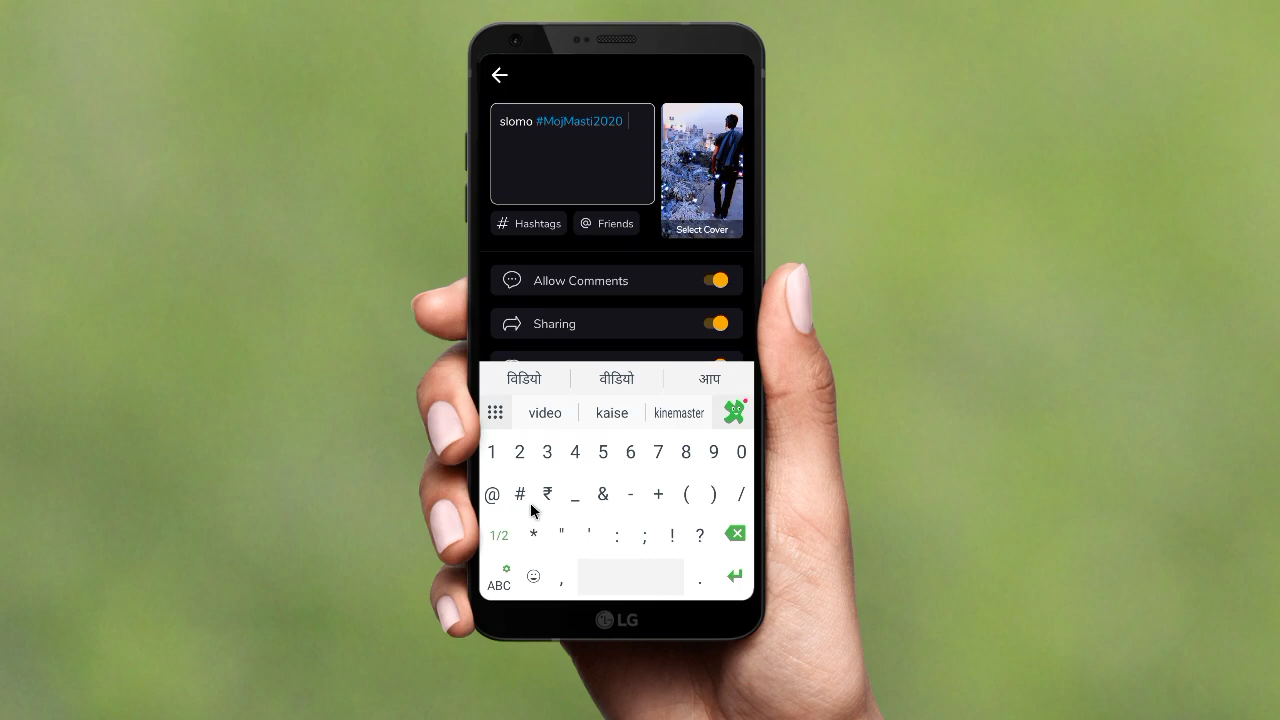 slomo #MojMasti2020
# Hashtags
@ Friends
Select Cover
Allow Comments
Sharing
विडियो वीडियो आप
video kaise kinemaster
1 2 3 4 5 6 7 8 9 0
@ # ₹ _ & - + ( ) /
1/2 * " ' : ; ! ?
ABC , .
LG